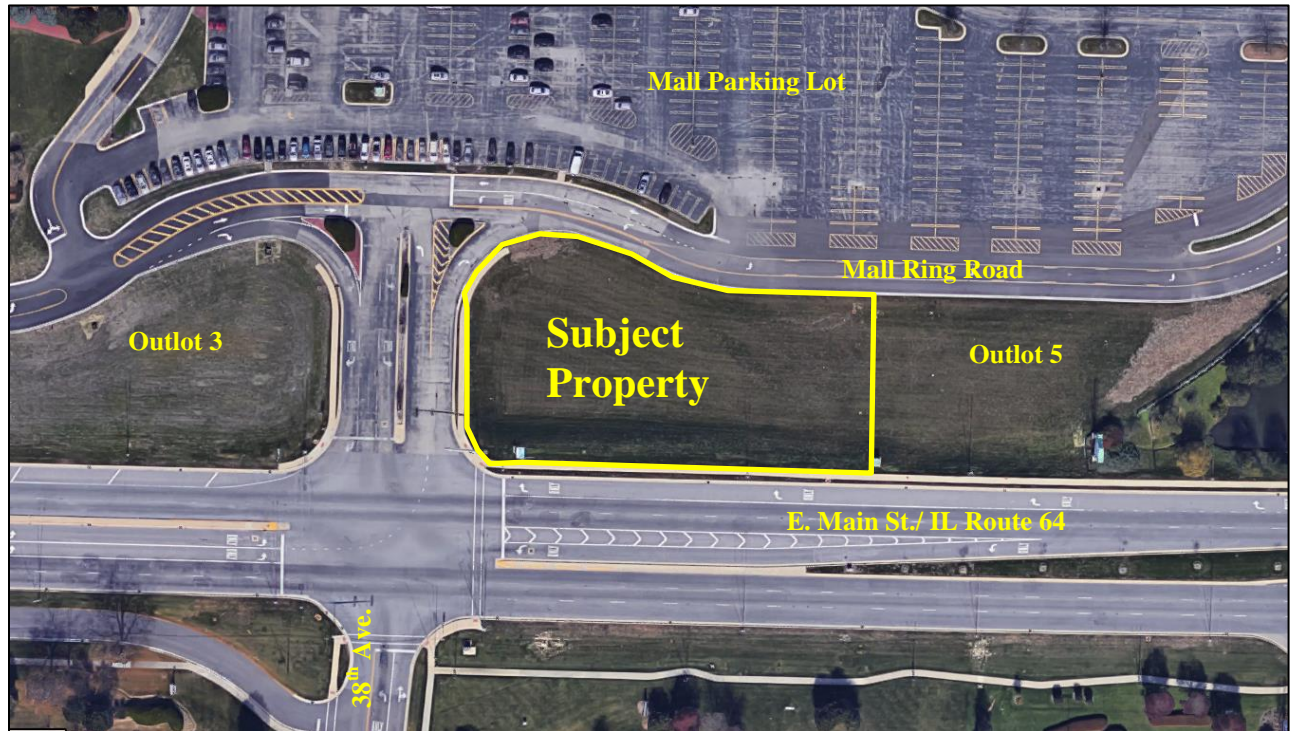 Mall Parking Lot
Mall Ring Road
Outlot 3
Subject
Property
Outlot 5
E. Main St./ IL Route 64
38th Ave.